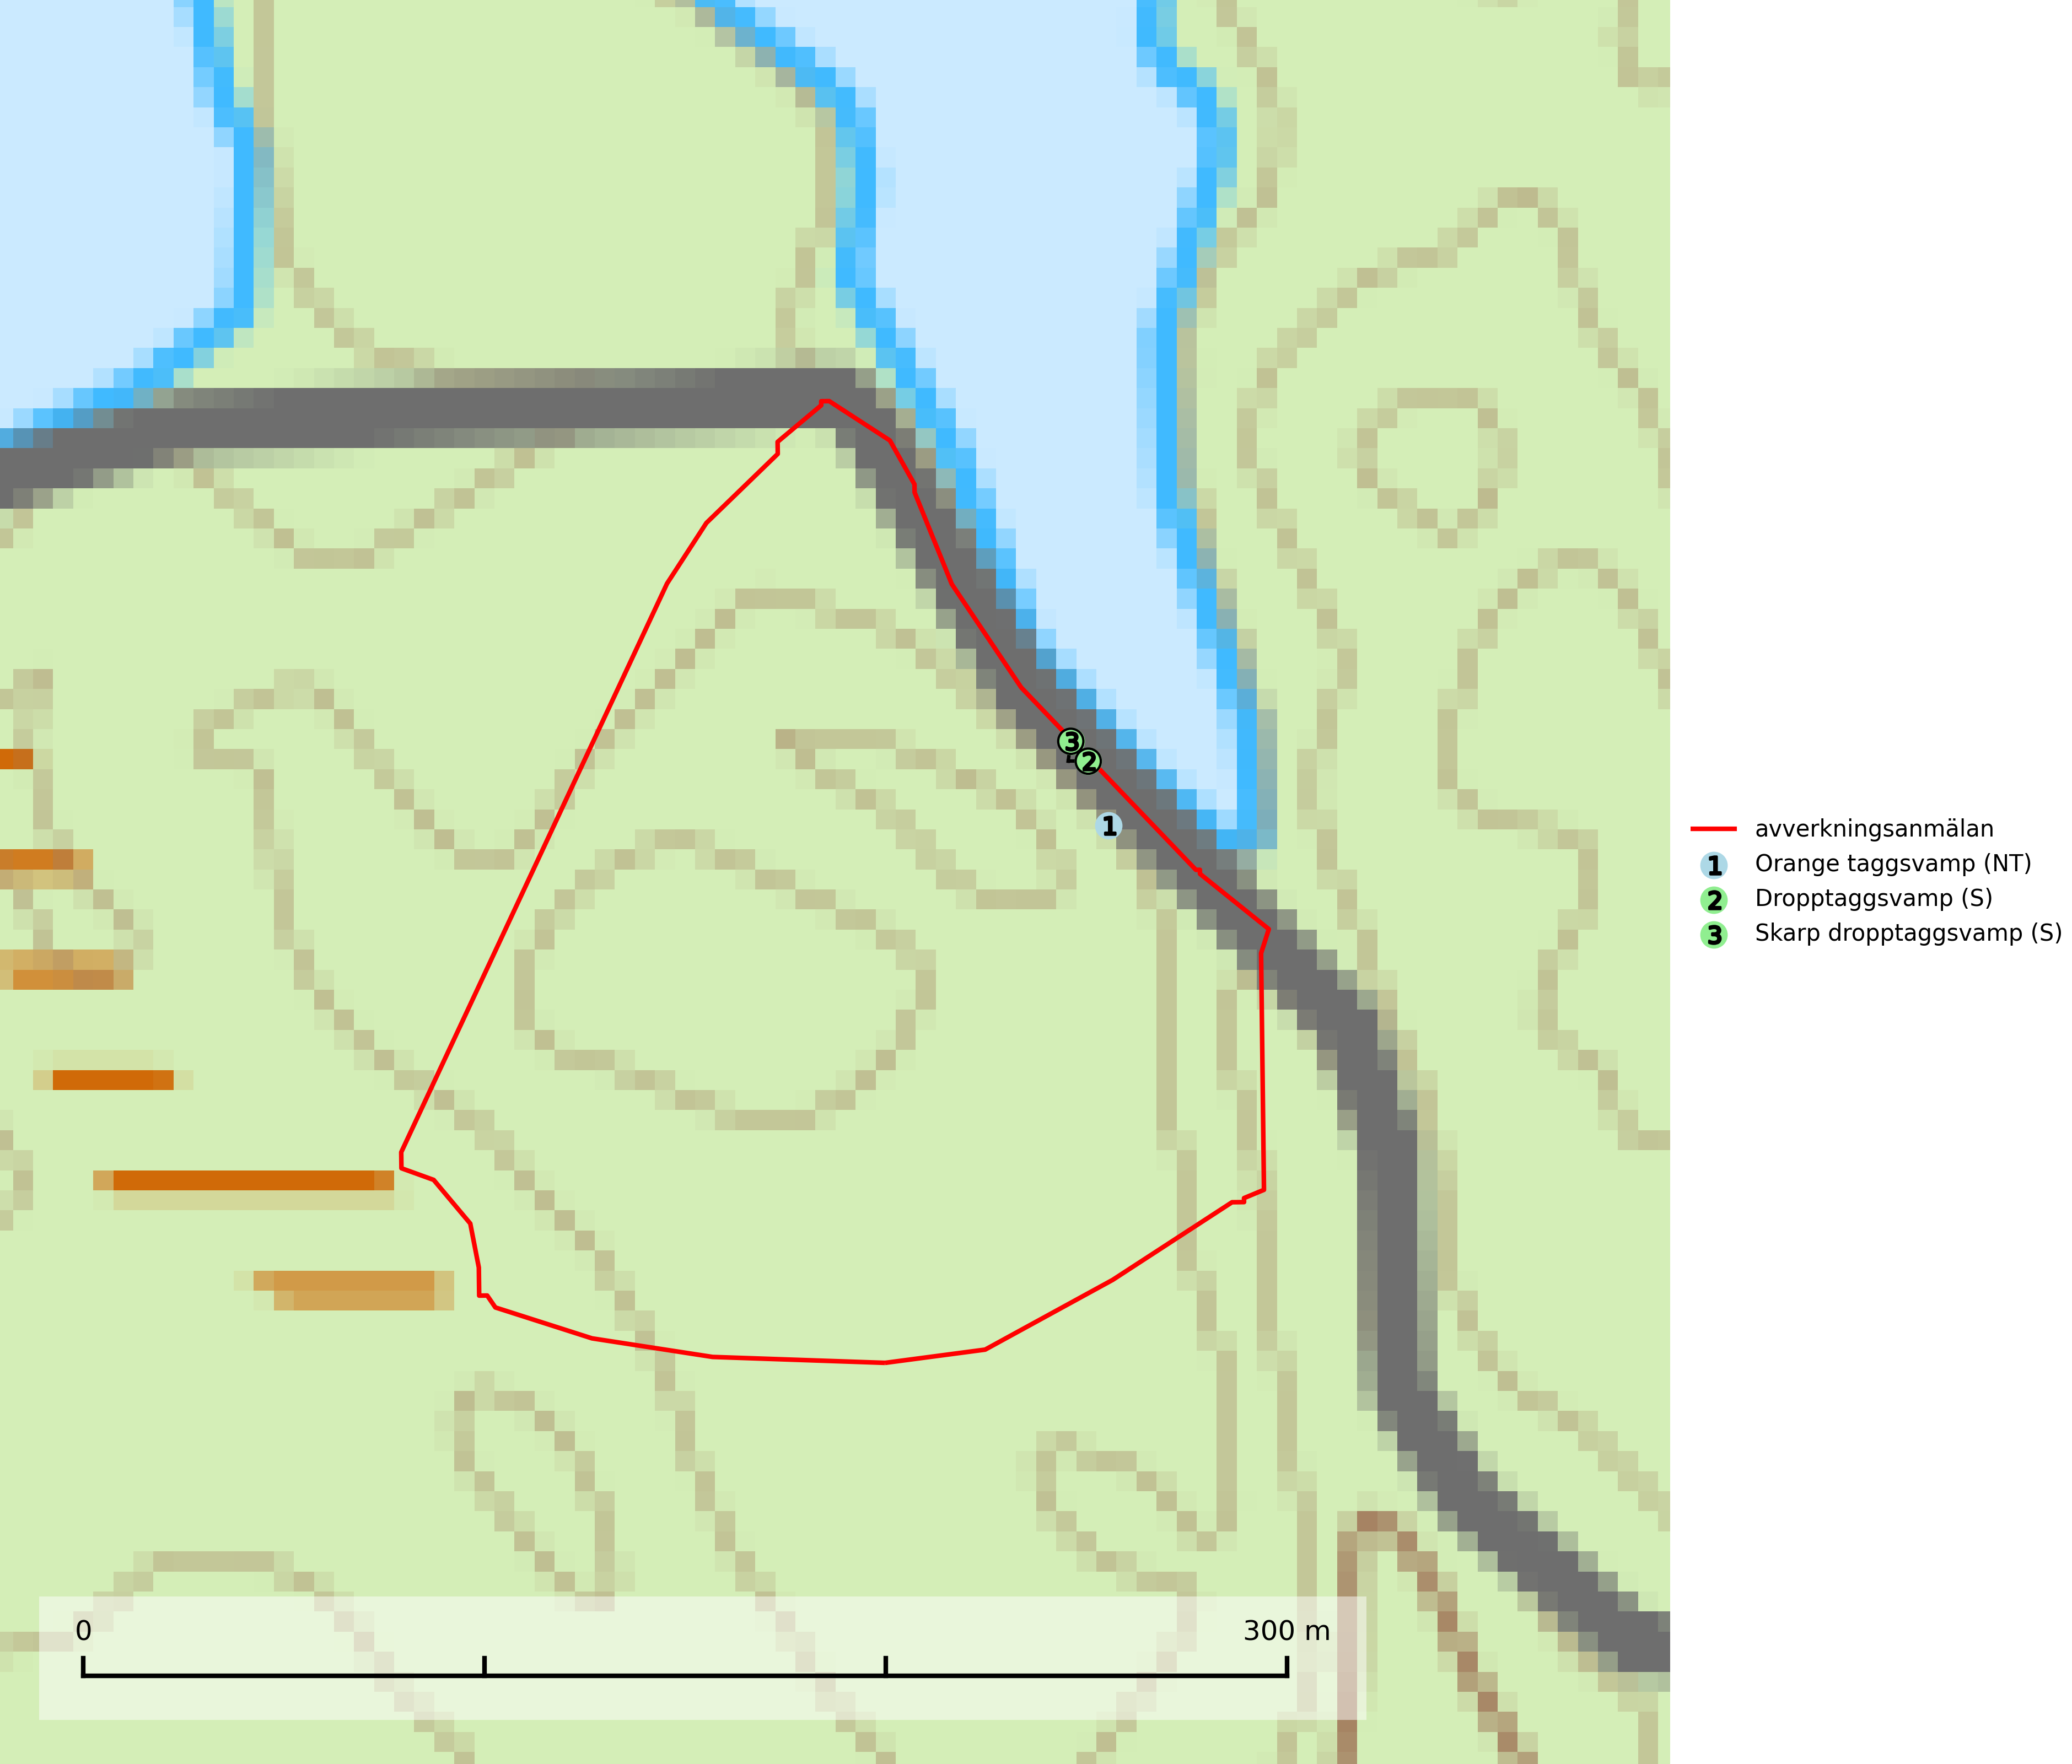 3
2
1
avverkningsanmälan
1 Orange taggsvamp (NT)
2 Dropptaggsvamp (S)
3 Skarp dropptaggsvamp (S)
0 300 m